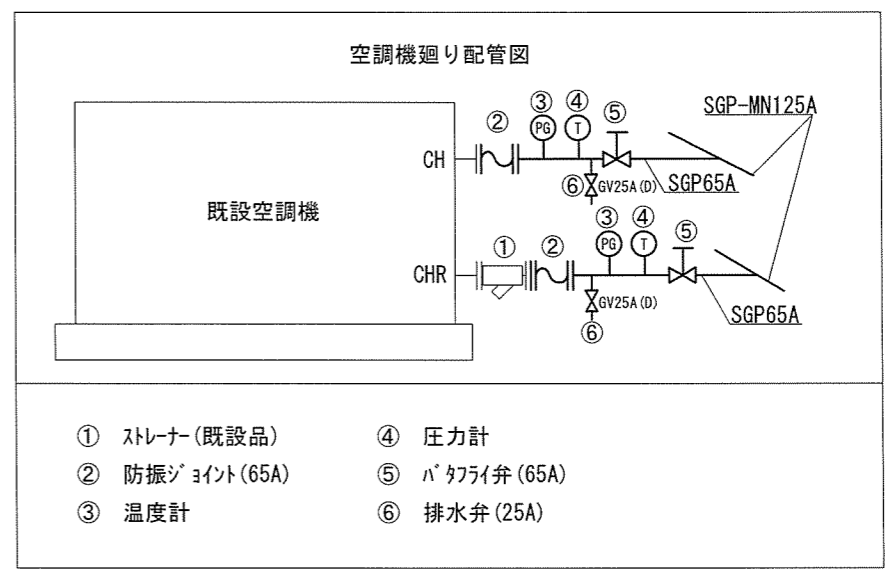 空調機廻り配管図
③ ④ ⑤ SGP-MN125A
②
PG T
CH
⑥ GV25A(D) SGP65A
既設空調機
③ ④ ⑤
① ② PG T
CHR
GV25A(D) SGP65A
⑥
① ストレーナー(既設品)
② 防振ジョイント(65A)
③ 温度計
④ 圧力計
⑤ バタフライ弁(65A)
⑥ 排水弁(25A)